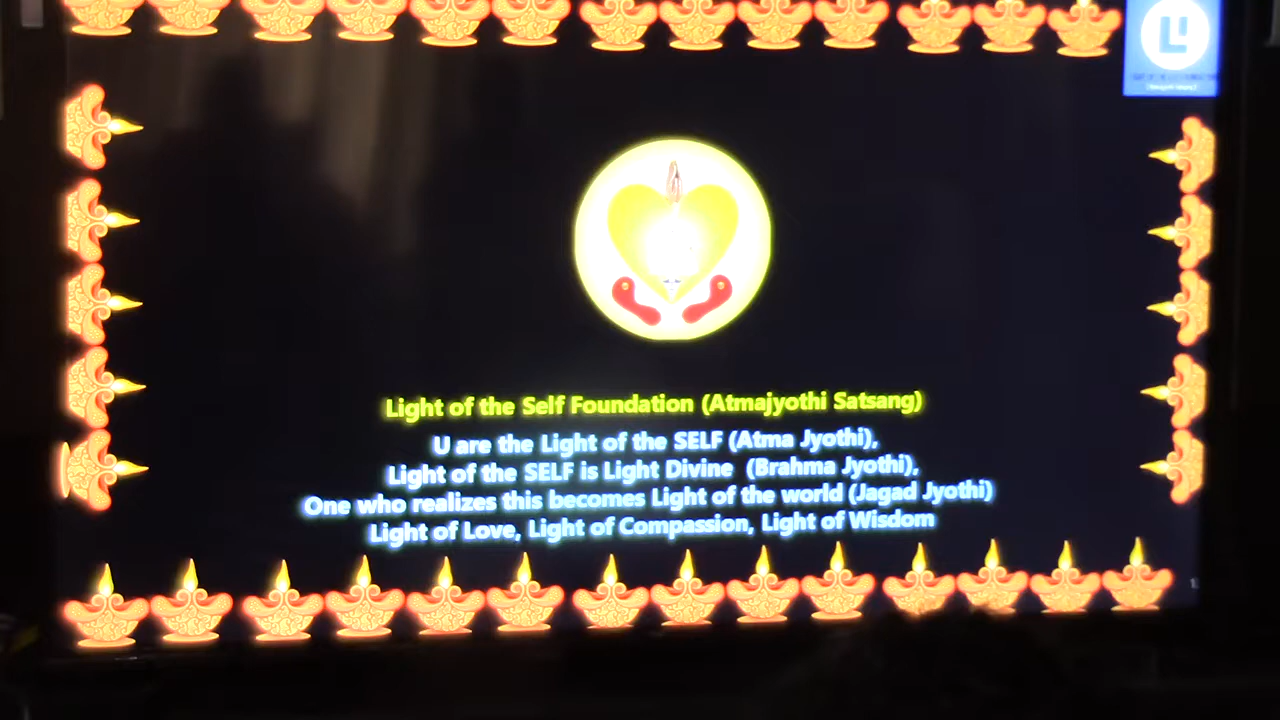 Light of the Self Foundation (Atmajyothi Satsang)
U are the Light of the SELF (Atma Jyothi),
Light of the SELF is Light Divine (Brahma Jyothi),
One who realizes this becomes Light of the world (Jagad Jyothi)
Light of Love, Light of Compassion, Light of Wisdom